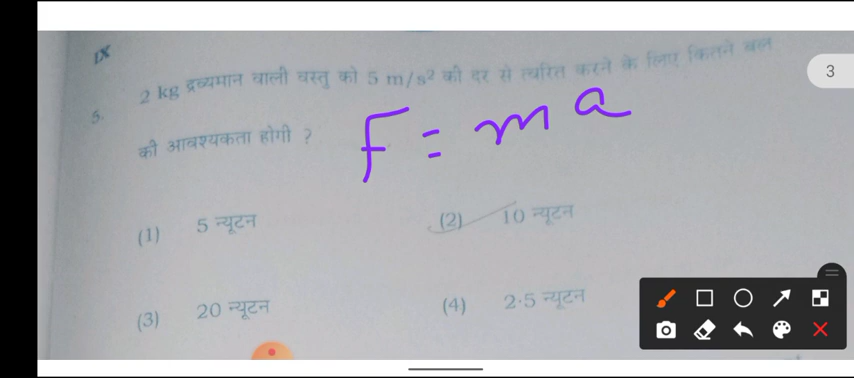 IX
5. 2 kg द्रव्यमान वाली वस्तु को 5 m/s² की दर से त्वरित करने के लिए कितने बल
की आवश्यकता होगी ?
F = ma
(1) 5 न्यूटन (2) 10 न्यूटन
(3) 20 न्यूटन (4) 2·5 न्यूटन
3